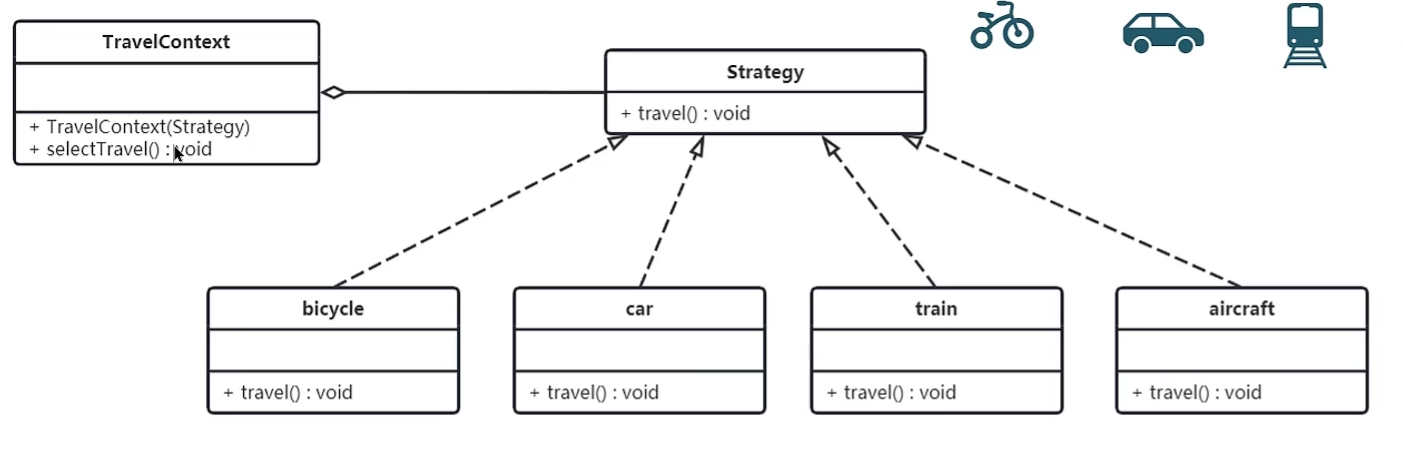 TravelContext
+ TravelContext(Strategy)
+ selectTravel() : void
Strategy
+ travel() : void
bicycle
+ travel() : void
car
+ travel() : void
train
+ travel() : void
aircraft
+ travel() : void